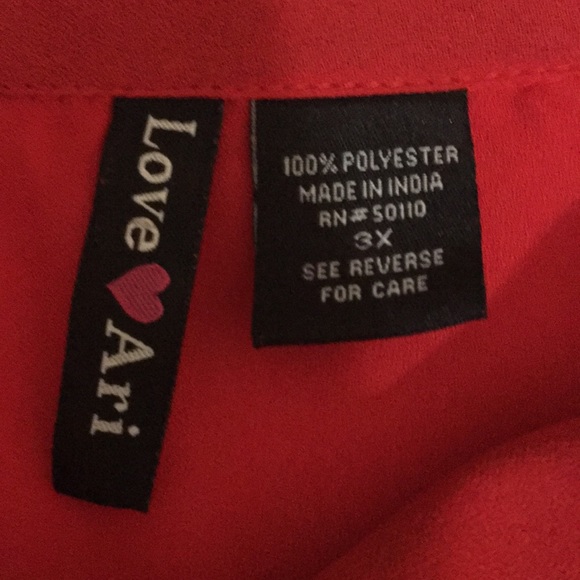 Love Ari
100% POLYESTER
MADE IN INDIA
RN#50110
3X
SEE REVERSE
FOR CARE